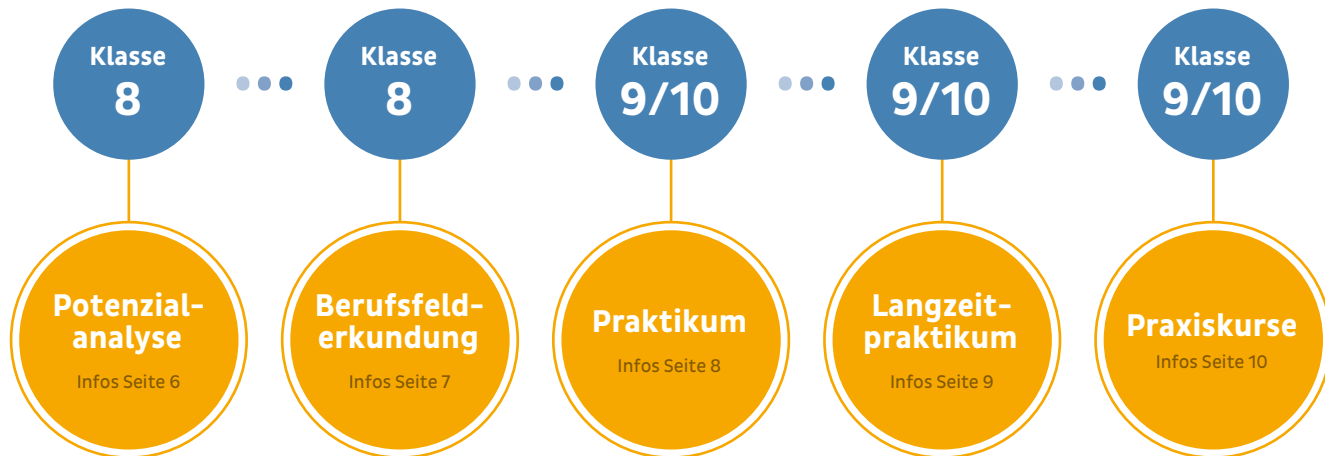 Klasse
8
Klasse
8
Klasse
9/10
Klasse
9/10
Klasse
9/10
Potenzial-
analyse
Infos Seite 6
Berufsfeld-
erkundung
Infos Seite 7
Praktikum
Infos Seite 8
Langzeit-
praktikum
Infos Seite 9
Praxiskurse
Infos Seite 10